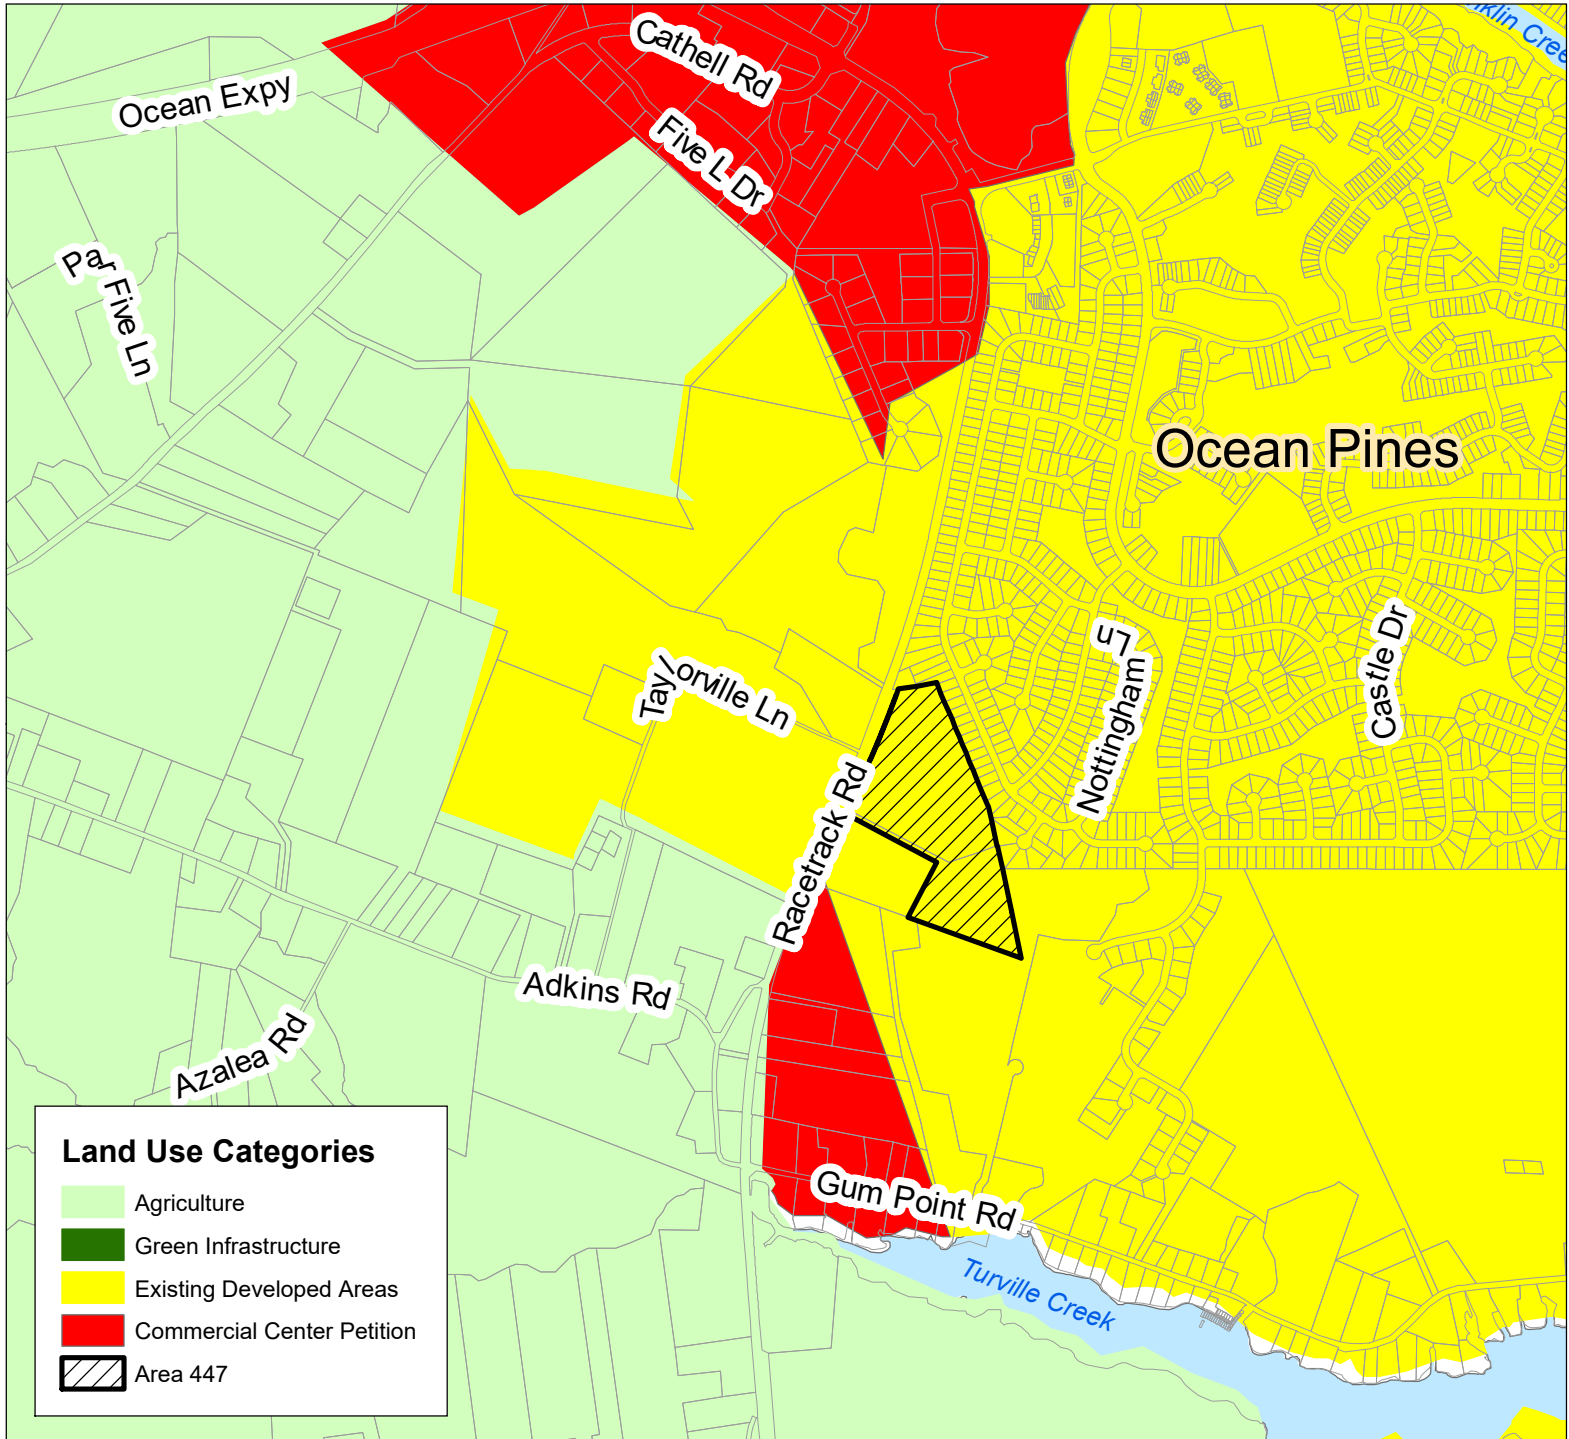 nklin Cree
Cathell Rd
Ocean Expy
Five L Dr
Par Five Ln
Ocean Pines
Nottingham Ln
Castle Dr
Taylorville Ln
Racetrack Rd
Adkins Rd
Azalea Rd
Gum Point Rd
Turville Creek
Land Use Categories
Agriculture
Green Infrastructure
Existing Developed Areas
Commercial Center Petition
Area 447